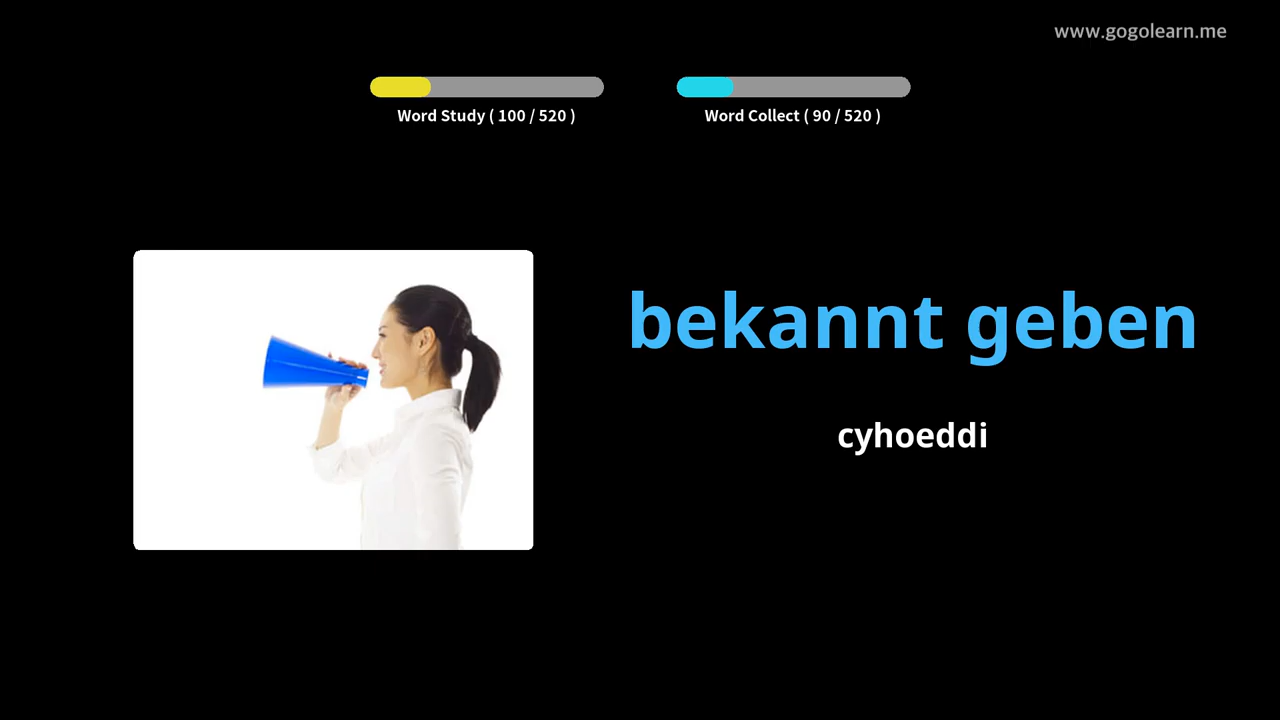 www.gogolearn.me
Word Study ( 100 / 520 )
Word Collect ( 90 / 520 )
bekannt geben
cyhoeddi